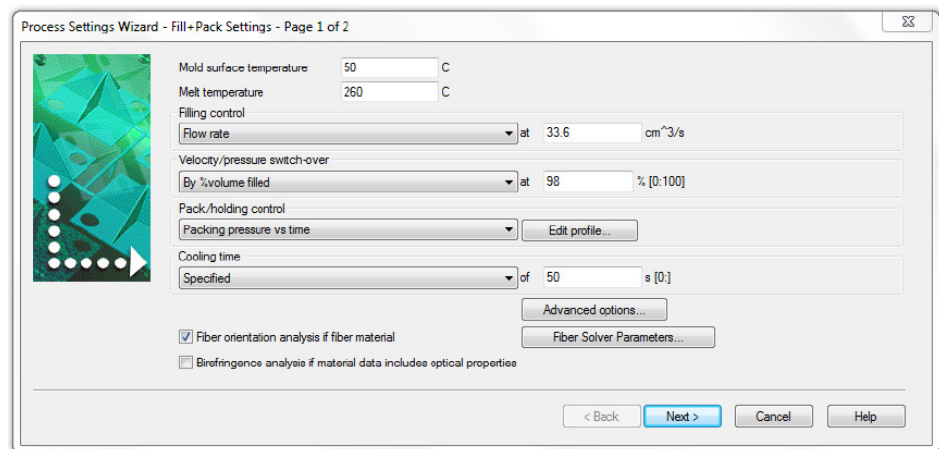 Process Settings Wizard - Fill+Pack Settings - Page 1 of 2
Mold surface temperature 50 C
Melt temperature 260 C
Filling control
Flow rate at 33.6 cm^3/s
Velocity/pressure switch-over
By %volume filled at 98 % [0:100]
Pack/holding control
Packing pressure vs time Edit profile...
Cooling time
Specified of 50 s [0:]
Advanced options...
Fiber orientation analysis if fiber material Fiber Solver Parameters...
Birefringence analysis if material data includes optical properties
< Back Next > Cancel Help